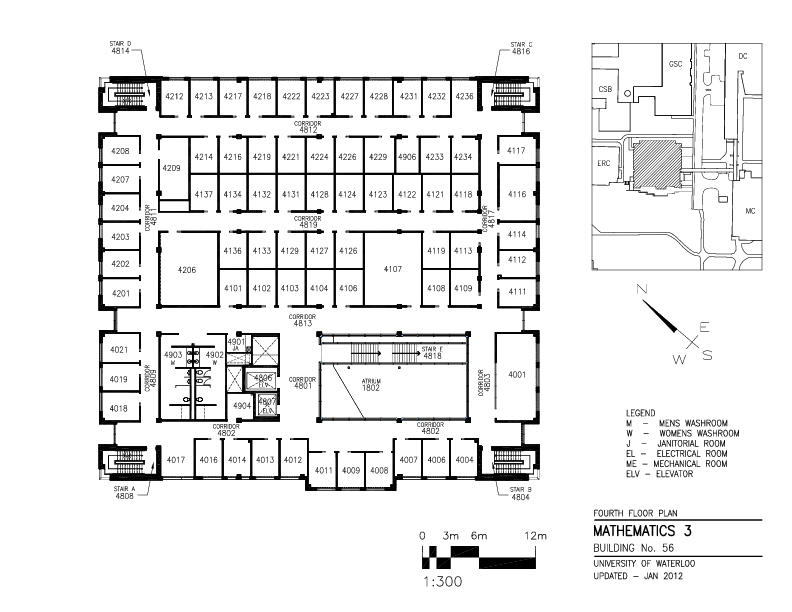 STAIR D
4814
STAIR C
4816
4212 4213 4217 4218 4222 4223 4227 4228 4231 4232 4236
CORRIDOR
4812
4208
4209
4214 4216 4219 4221 4224 4226 4229 4906 4233 4234
4117
4207
4137 4134 4132 4131 4128 4124 4123 4122 4121 4118
4116
4204
CORRIDOR
4811
CORRIDOR
4819
CORRIDOR
4817
4203
4114
4202
4206
4136 4133 4129 4127 4126
4107
4119 4113
4112
4201
4101 4102 4103 4104 4106
4108 4109
4111
CORRIDOR
4813
4021
4903
W
4902
W
4901
JA
STAIR E
4818
4019
CORRIDOR
4809
4806
ELV
CORRIDOR
4801
ATRIUM
1802
CORRIDOR
4803
4001
4018
4904
4807
ELV
CORRIDOR
4802
CORRIDOR
4802
4017 4016 4014 4013 4012
4011 4009 4008
4007 4006 4004
STAIR A
4808
STAIR B
4804
GSC
DC
CSB
ERC
MC
N
E
W
S
LEGEND
M – MENS WASHROOM
W – WOMENS WASHROOM
J – JANITORIAL ROOM
EL – ELECTRICAL ROOM
ME – MECHANICAL ROOM
ELV – ELEVATOR
0 3m 6m 12m
1:300
FOURTH FLOOR PLAN
MATHEMATICS 3
BUILDING No. 56
UNIVERSITY OF WATERLOO
UPDATED – JAN 2012